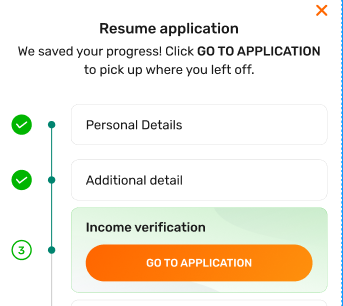 Resume application
We saved your progress! Click GO TO APPLICATION
to pick up where you left off.
Personal Details
Additional detail
Income verification
3
GO TO APPLICATION